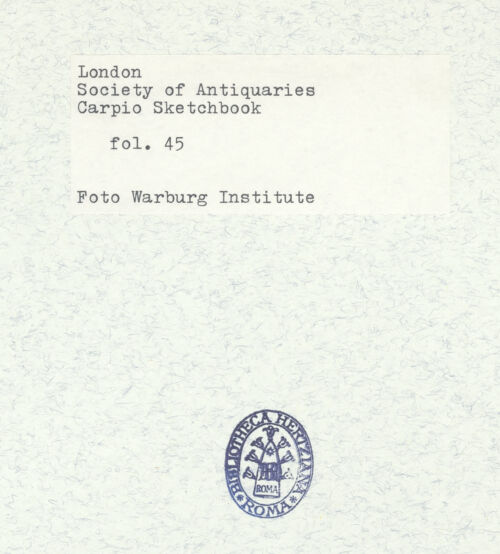 London
Society of Antiquaries
Carpio Sketchbook
fol. 45
Foto Warburg Institute
BIBLIOTHECA HERTZIANA
ROMA
ROMA